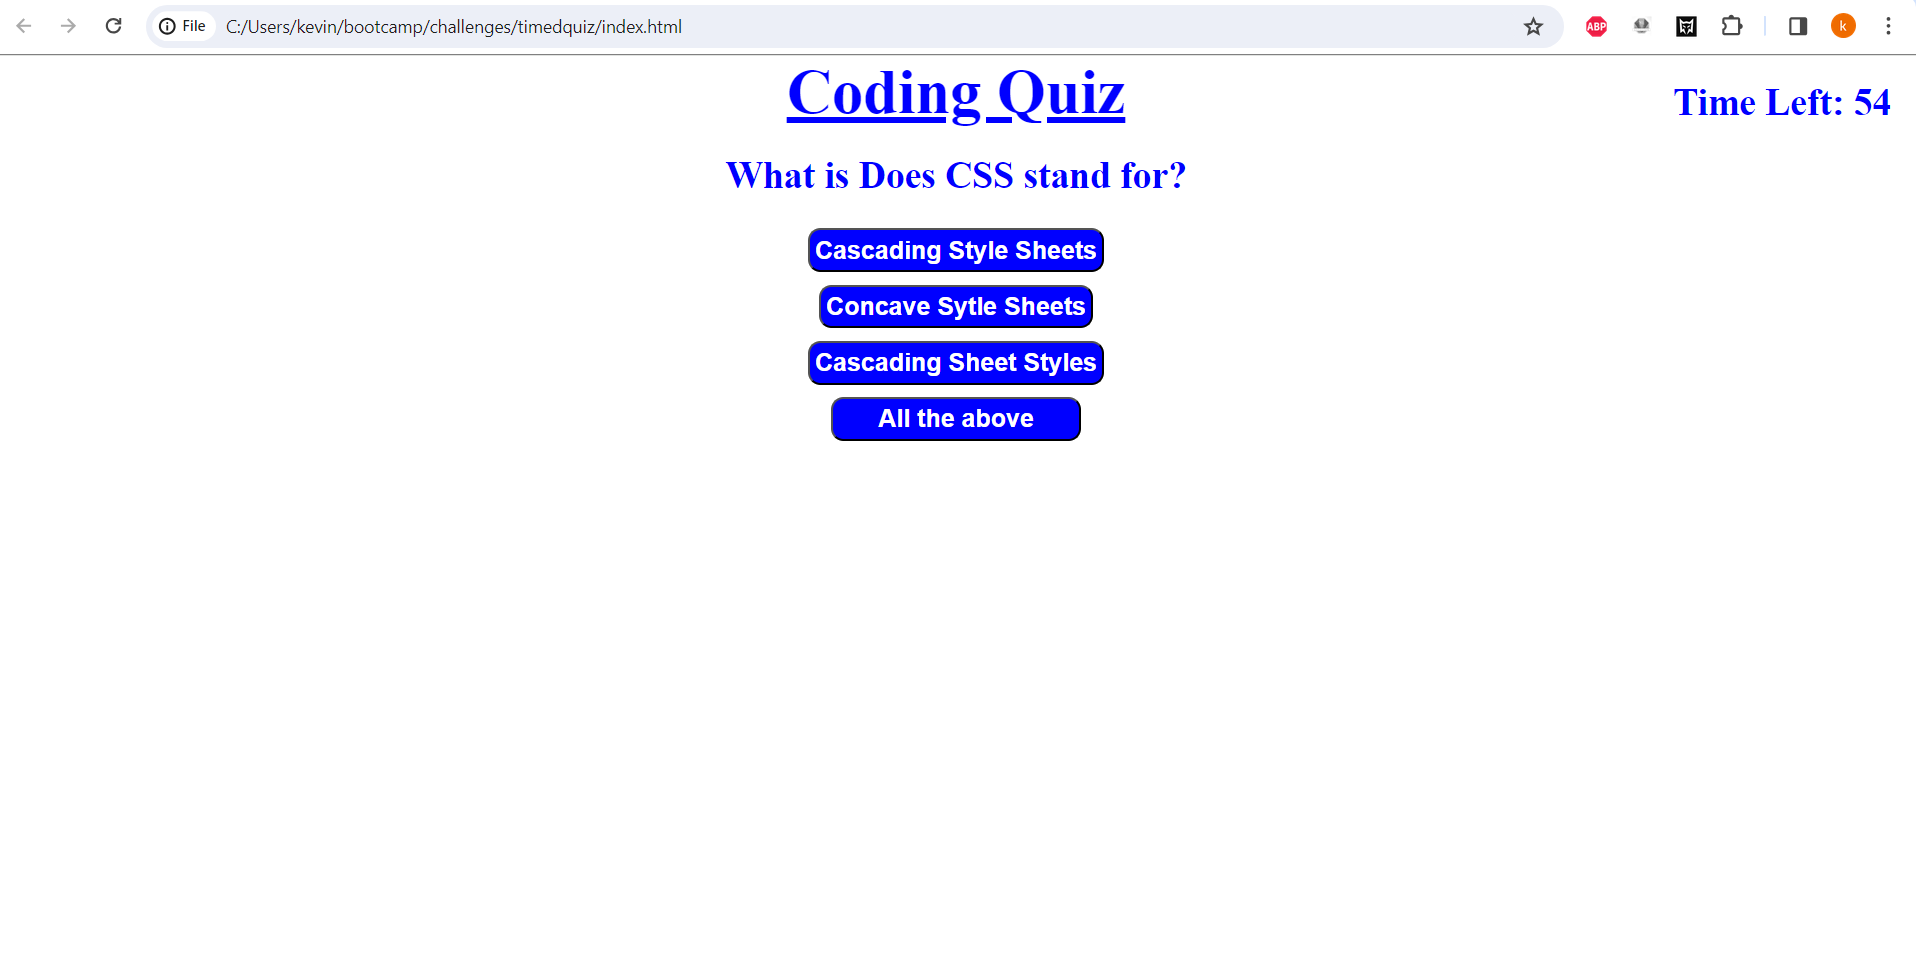 File C:/Users/kevin/bootcamp/challenges/timedquiz/index.html
ABP
k
Coding Quiz
Time Left: 54
What is Does CSS stand for?
Cascading Style Sheets
Concave Sytle Sheets
Cascading Sheet Styles
All the above